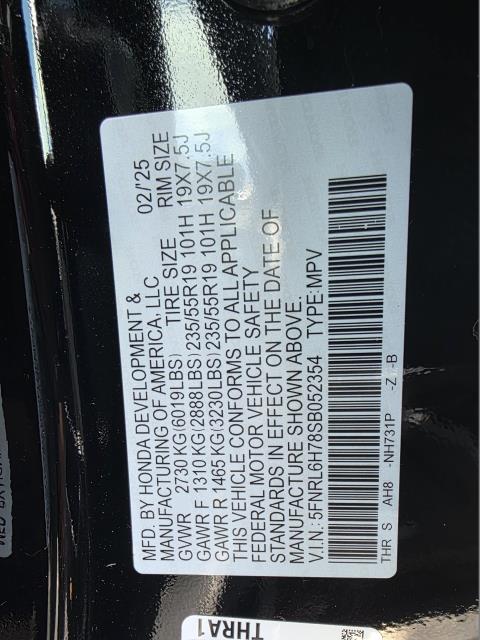 MFD. BY HONDA DEVELOPMENT &
MANUFACTURING OF AMERICA, LLC 02/'25
GVWR 2730 KG(6019LBS) TIRE SIZE RIM SIZE
GAWR F 1310 KG(2888LBS) 235/55R19 101H 19X7.5J
GAWR R 1465 KG(3230LBS) 235/55R19 101H 19X7.5J
THIS VEHICLE CONFORMS TO ALL APPLICABLE
FEDERAL MOTOR VEHICLE SAFETY
STANDARDS IN EFFECT ON THE DATE OF
MANUFACTURE SHOWN ABOVE.
V.I.N.: 5FNRL6H78SB052354 TYPE:MPV
THR S AH8 -NH731P -Z -B
THRA1